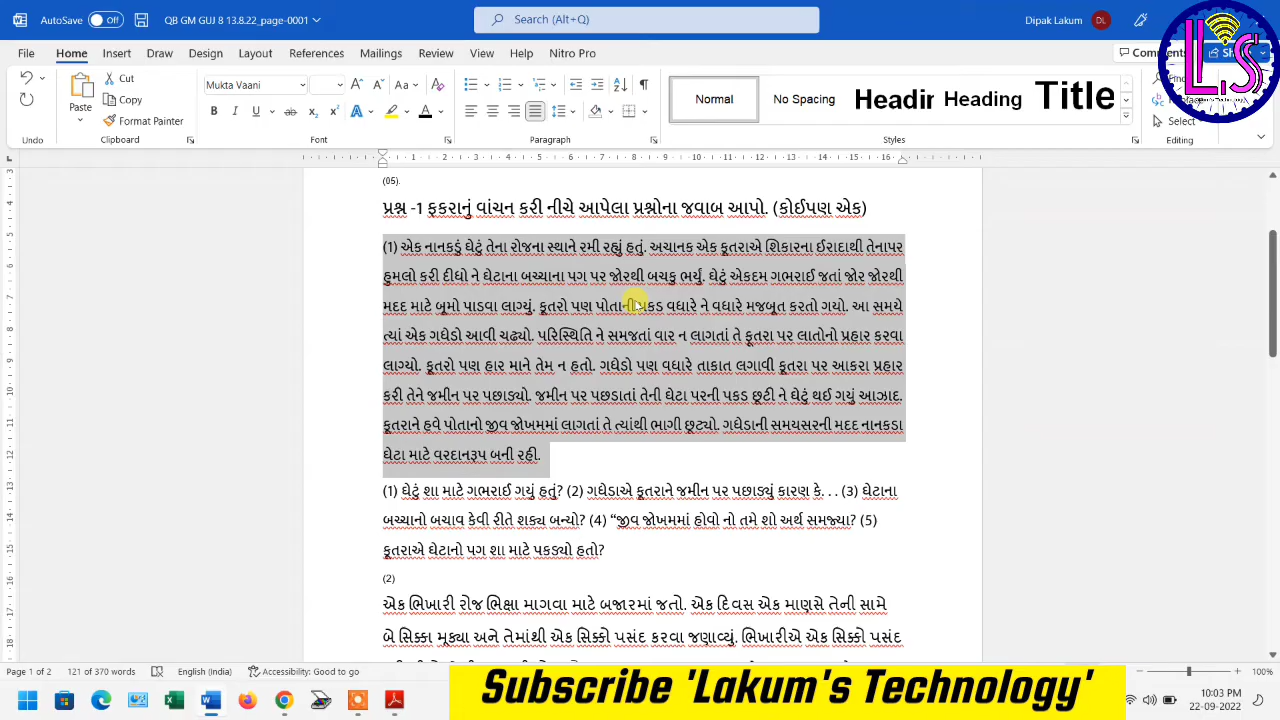 AutoSave Off QB GM GUJ 8 13.8.22_page-0001 Search (Alt+Q) Dipak Lakum DL
File Home Insert Draw Design Layout References Mailings Review View Help Nitro Pro Comments
L.S
Paste Cut Copy Format Painter
Mukta Vaani
Normal No Spacing Heading Title
Select
Undo Clipboard Font Paragraph Styles Editing
(05).
પ્રશ્ન -1 ફકરાનું વાંચન કરી નીચે આપેલા પ્રશ્નોના જવાબ આપો. (કોઈપણ એક)
(1) એક નાનકડું ઘેટું તેના રોજના સ્થાને રમી રહ્યું હતું. અચાનક એક કૂતરાએ શિકારના ઈરાદાથી તેનાપર
હુમલો કરી દીધો ને ઘેટાના બચ્ચાના પગ પર જોરથી બચકુ ભર્યું. ઘેટું એકદમ ગભરાઈ જતાં જોર જોરથી
મદદ માટે બૂમો પાડવા લાગ્યું. કૂતરો પણ પોતાની પકડ વધારે ને વધારે મજબૂત કરતો ગયો. આ સમયે
ત્યાં એક ગધેડો આવી ચઢ્યો. પરિસ્થિતિ ને સમજતાં વાર ન લાગતાં તે કૂતરા પર લાતોનો પ્રહાર કરવા
લાગ્યો. કૂતરો પણ હાર માને તેમ ન હતો. ગધેડો પણ વધારે તાકાત લગાવી કૂતરા પર આકરા પ્રહાર
કરી તેને જમીન પર પછાડ્યો. જમીન પર પછડાતાં તેની ઘેટા પરની પકડ છૂટી ને ઘેટું થઈ ગયું આઝાદ.
કૂતરાને હવે પોતાનો જીવ જોખમમાં લાગતાં તે ત્યાંથી ભાગી છૂટ્યો. ગધેડાની સમયસરની મદદ નાનકડા
ઘેટા માટે વરદાનરૂપ બની રહી.
(1) ઘેટું શા માટે ગભરાઈ ગયું હતું? (2) ગધેડાએ કૂતરાને જમીન પર પછાડ્યું કારણ કે. . . (3) ઘેટાના
બચ્ચાનો બચાવ કેવી રીતે શક્ય બન્યો? (4) “જીવ જોખમમાં હોવો નો તમે શો અર્થ સમજ્યા? (5)
કૂતરાએ ઘેટાનો પગ શા માટે પકડ્યો હતો?
(2)
એક ભિખારી રોજ ભિક્ષા માગવા માટે બજારમાં જતો. એક દિવસ એક માણસે તેની સામે
બે સિક્કા મૂક્યા અને તેમાંથી એક સિક્કો પસંદ કરવા જણાવ્યું. ભિખારીએ એક સિક્કો પસંદ
Page 1 of 2 121 of 370 words English (India) Accessibility: Good to go 100%
Subscribe 'Lakum's Technology'
10:03 PM
22-09-2022